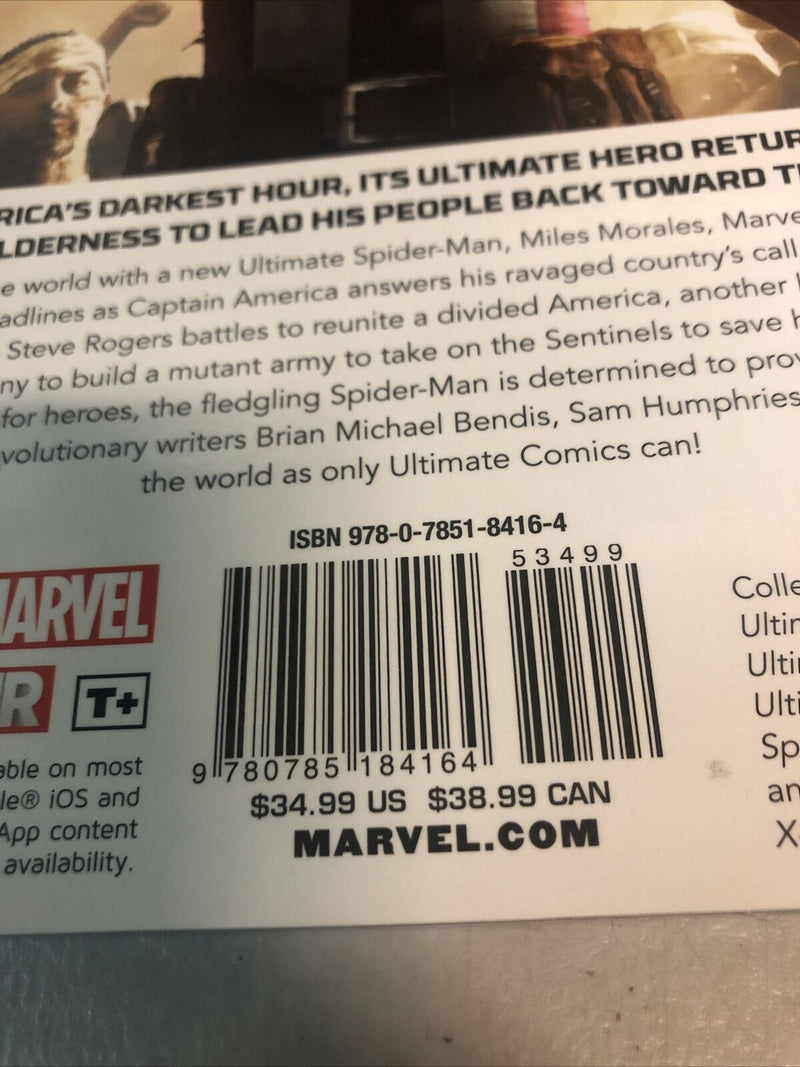 RICA'S DARKEST HOUR, ITS ULTIMATE HERO RETUR
LDERNESS TO LEAD HIS PEOPLE BACK TOWARD T
e world with a new Ultimate Spider-Man, Miles Morales, Marve
adlines as Captain America answers his ravaged country's call
Steve Rogers battles to reunite a divided America, another
ny to build a mutant army to take on the Sentinels to save h
for heroes, the fledgling Spider-Man is determined to prov
volutionary writers Brian Michael Bendis, Sam Humphries
the world as only Ultimate Comics can!
ISBN 978-0-7851-8416-4
53499
9 780785 184164
$34.99 US $38.99 CAN
MARVEL.COM
MARVEL
R T+
able on most
le® iOS and
App content
availability.
Colle
Ultim
Ultim
Ulti
Sp
an
X-